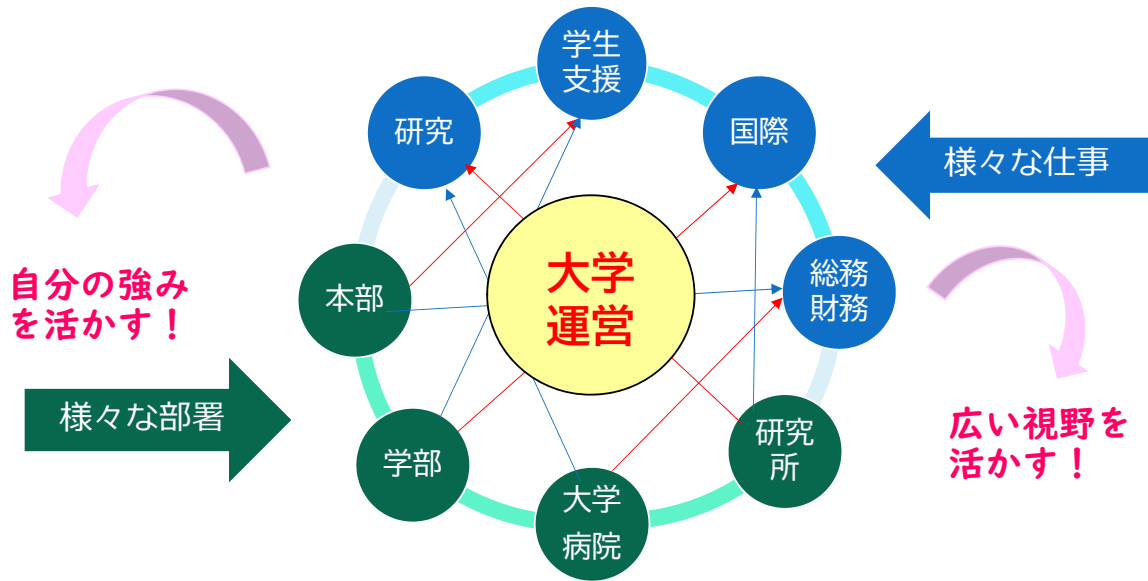 学生
支援
研究
国際
様々な仕事
大学
運営
自分の強み
を活かす！
本部
総務
財務
様々な部署
学部
研究
所
広い視野を
活かす！
大学
病院